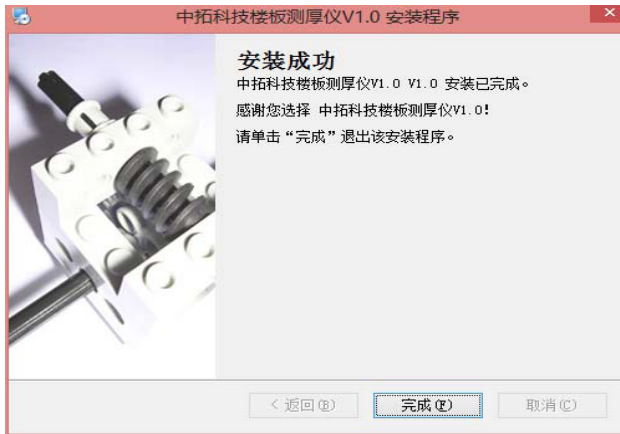 中拓科技楼板测厚仪V1.0 安装程序
安装成功
中拓科技楼板测厚仪V1.0 V1.0 安装已完成。
感谢您选择 中拓科技楼板测厚仪V1.0!
请单击“完成”退出该安装程序。
< 返回(B) 完成(F) 取消(C)